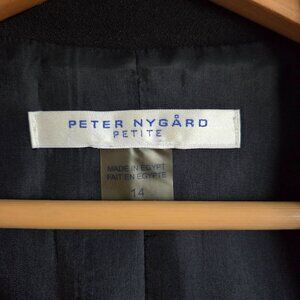 PETER NYGÅRD
PETITE
MADE IN EGYPT
FAIT EN EGYPTE
14